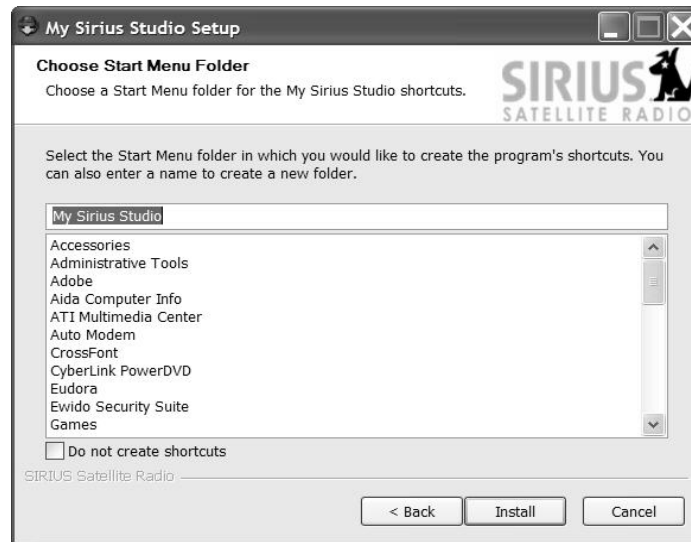 My Sirius Studio Setup
Choose Start Menu Folder
Choose a Start Menu folder for the My Sirius Studio shortcuts.
SIRIUS
SATELLITE RADIO
Select the Start Menu folder in which you would like to create the program's shortcuts. You
can also enter a name to create a new folder.
My Sirius Studio
Accessories
Administrative Tools
Adobe
Aida Computer Info
ATI Multimedia Center
Auto Modem
CrossFont
CyberLink PowerDVD
Eudora
Ewido Security Suite
Games
Do not create shortcuts
SIRIUS Satellite Radio
< Back
Install
Cancel